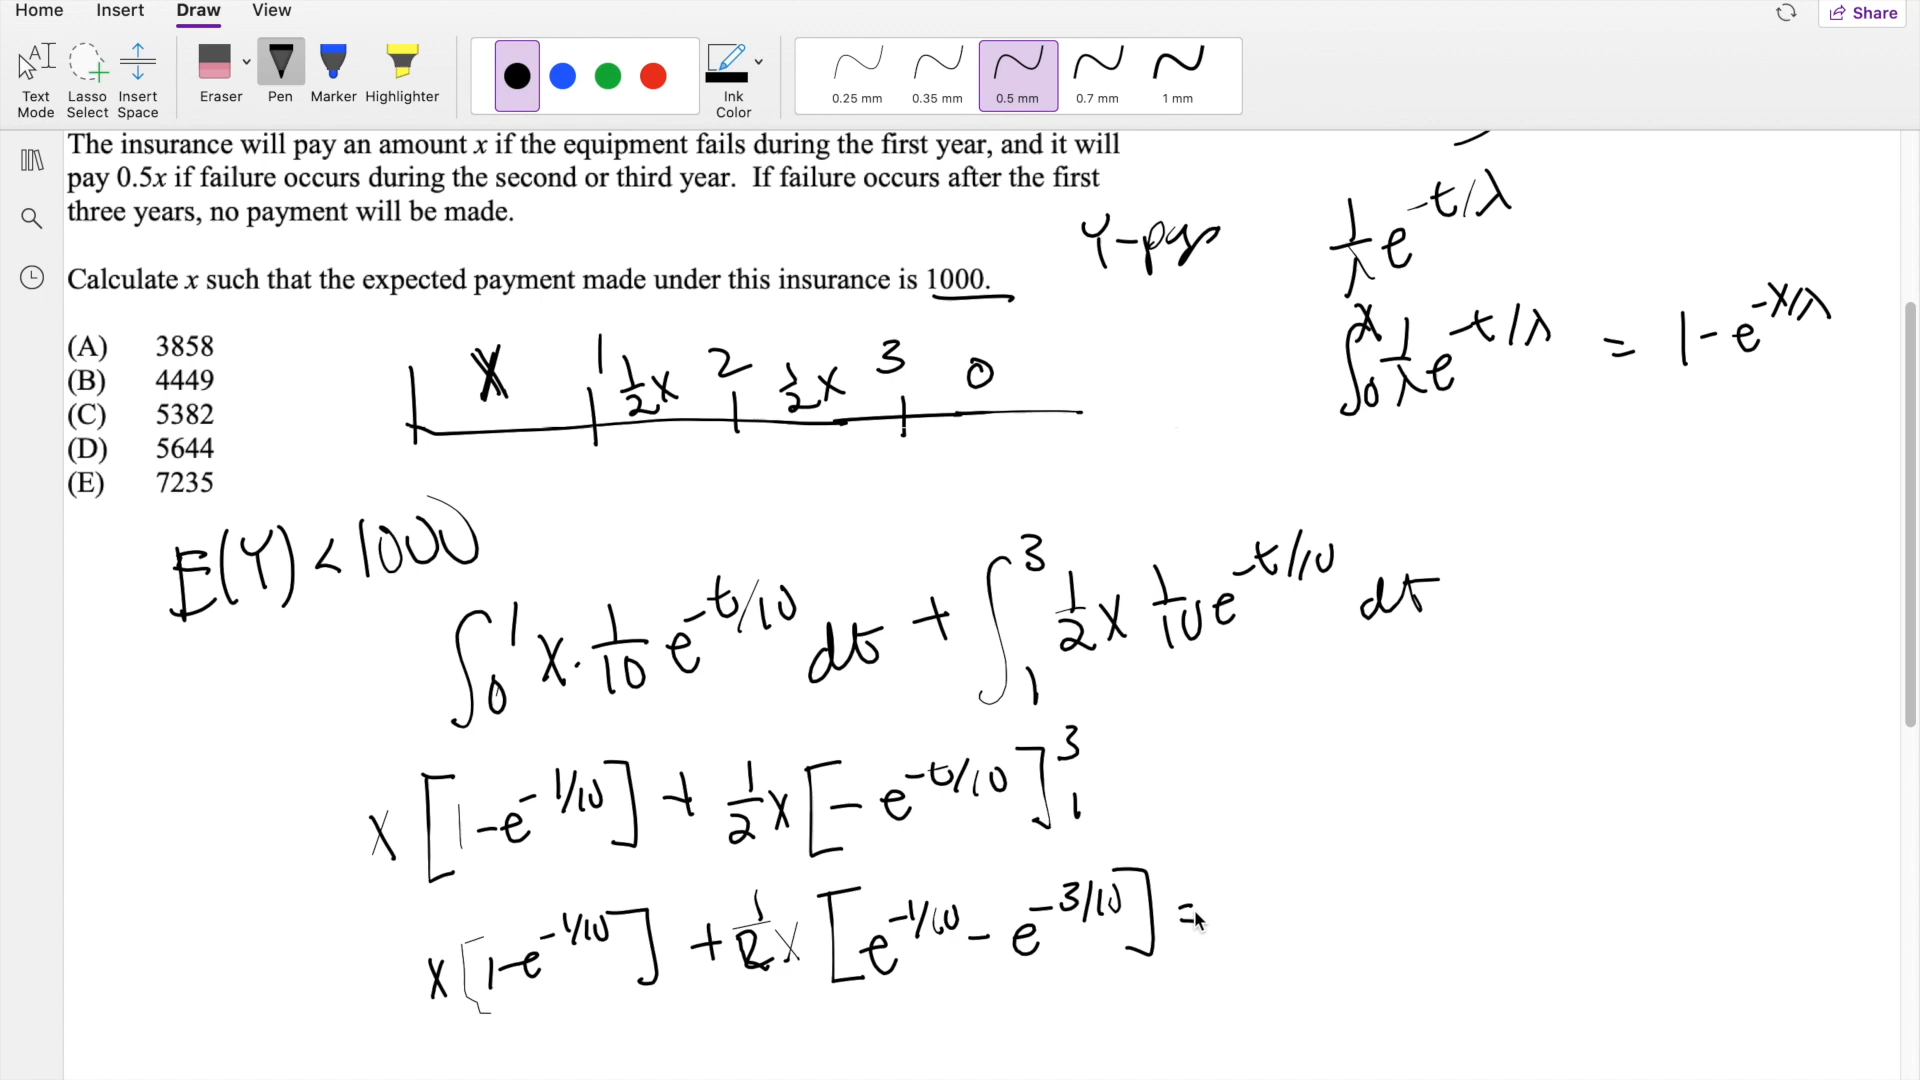 Home Insert Draw View Share
Text Mode Lasso Select Insert Space Eraser Pen Marker Highlighter Ink Color 0.25 mm 0.35 mm 0.5 mm 0.7 mm 1 mm
The insurance will pay an amount x if the equipment fails during the first year, and it will
pay 0.5x if failure occurs during the second or third year. If failure occurs after the first
three years, no payment will be made.
Y-pays
1/λ e^-t/λ
Calculate x such that the expected payment made under this insurance is 1000.
∫_0^x 1/λ e^-t/λ = 1-e^-x/λ
(A) 3858
(B) 4449
(C) 5382
(D) 5644
(E) 7235
X 1 1/2 X 2 1/2 X 3 0
E(Y) < 1000
∫_0^1 X · 1/10 e^-t/10 dt + ∫_1^3 1/2 X 1/10 e^-t/10 dt
X [1-e^-1/10] + 1/2 X [-e^-t/10]_1^3
X [1-e^-1/10] + 1/2 X [e^-1/10 - e^-3/10] =